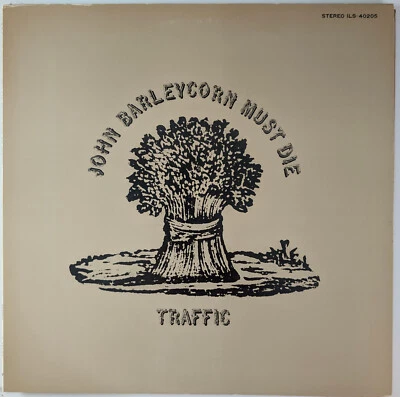 STEREO ILS-40205
JOHN BARLEYCORN MUST DIE
TRAFFIC